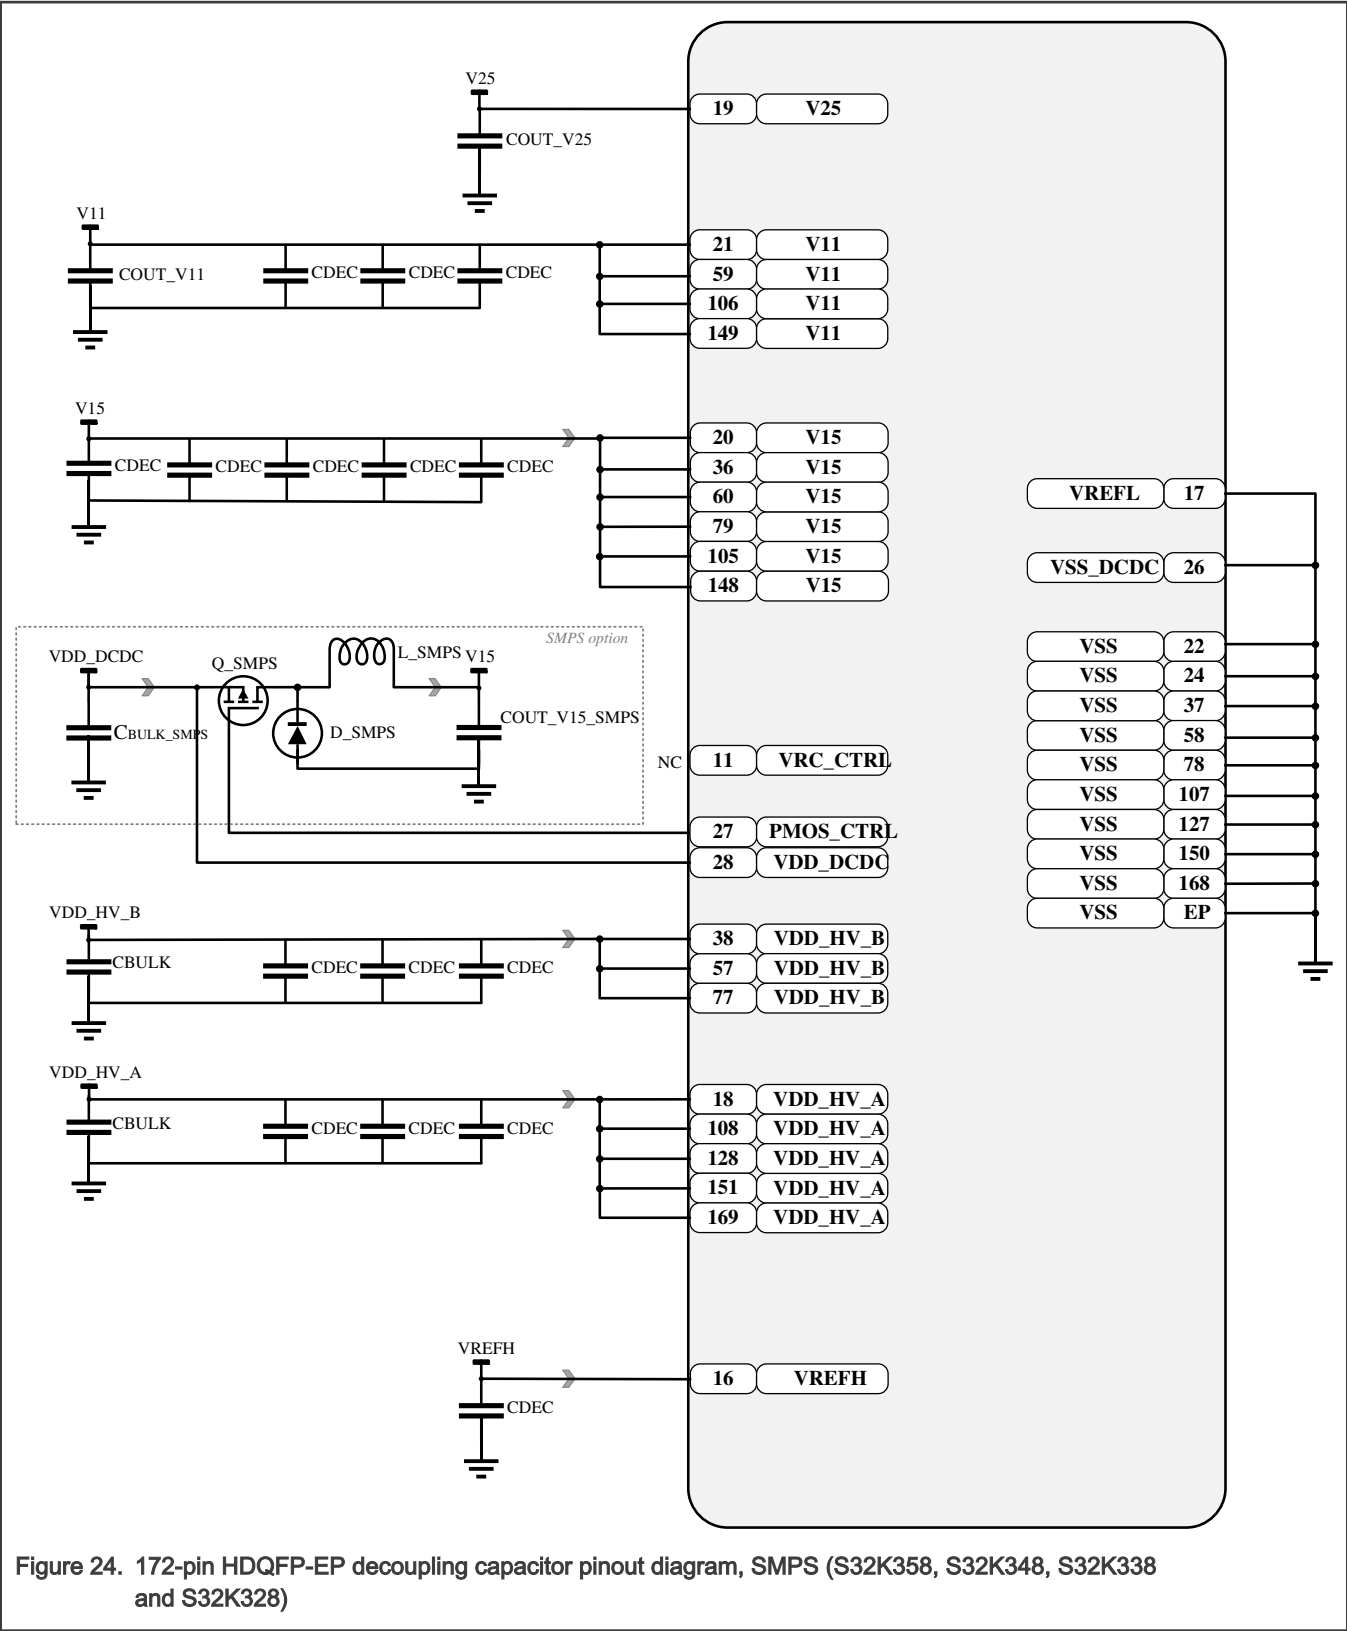 V25
19 V25
COUT_V25
V11
21 V11
COUT_V11 CDEC CDEC CDEC
59 V11
106 V11
149 V11
V15
20 V15
CDEC CDEC CDEC CDEC CDEC
36 V15
60 V15
79 V15
105 V15
148 V15
VREFL 17
VSS_DCDC 26
VSS 22
VSS 24
VSS 37
VSS 58
VSS 78
VSS 107
VSS 127
VSS 150
VSS 168
VSS EP
SMPS option
VDD_DCDC
Q_SMPS
L_SMPS
V15
CBULK_SMPS
D_SMPS
COUT_V15_SMPS
NC 11 VRC_CTRL
27 PMOS_CTRL
28 VDD_DCDC
VDD_HV_B
38 VDD_HV_B
CBULK CDEC CDEC CDEC
57 VDD_HV_B
77 VDD_HV_B
VDD_HV_A
18 VDD_HV_A
CBULK CDEC CDEC CDEC
108 VDD_HV_A
128 VDD_HV_A
151 VDD_HV_A
169 VDD_HV_A
VREFH
16 VREFH
CDEC
Figure 24. 172-pin HDQFP-EP decoupling capacitor pinout diagram, SMPS (S32K358, S32K348, S32K338
and S32K328)